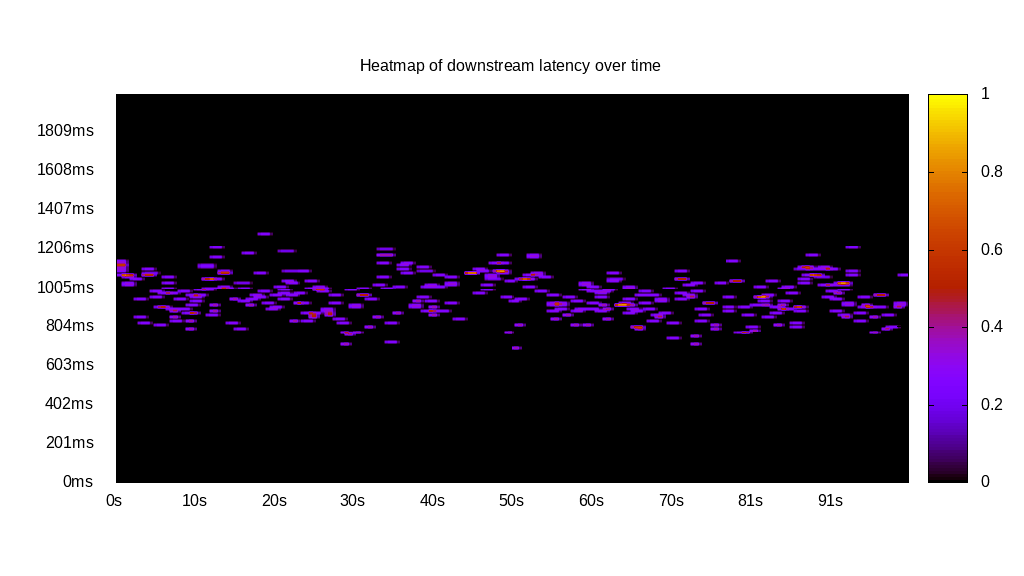 Heatmap of downstream latency over time
1809ms
1608ms
1407ms
1206ms
1005ms
804ms
603ms
402ms
201ms
0ms
0s 10s 20s 30s 40s 50s 60s 70s 81s 91s
1
0.8
0.6
0.4
0.2
0